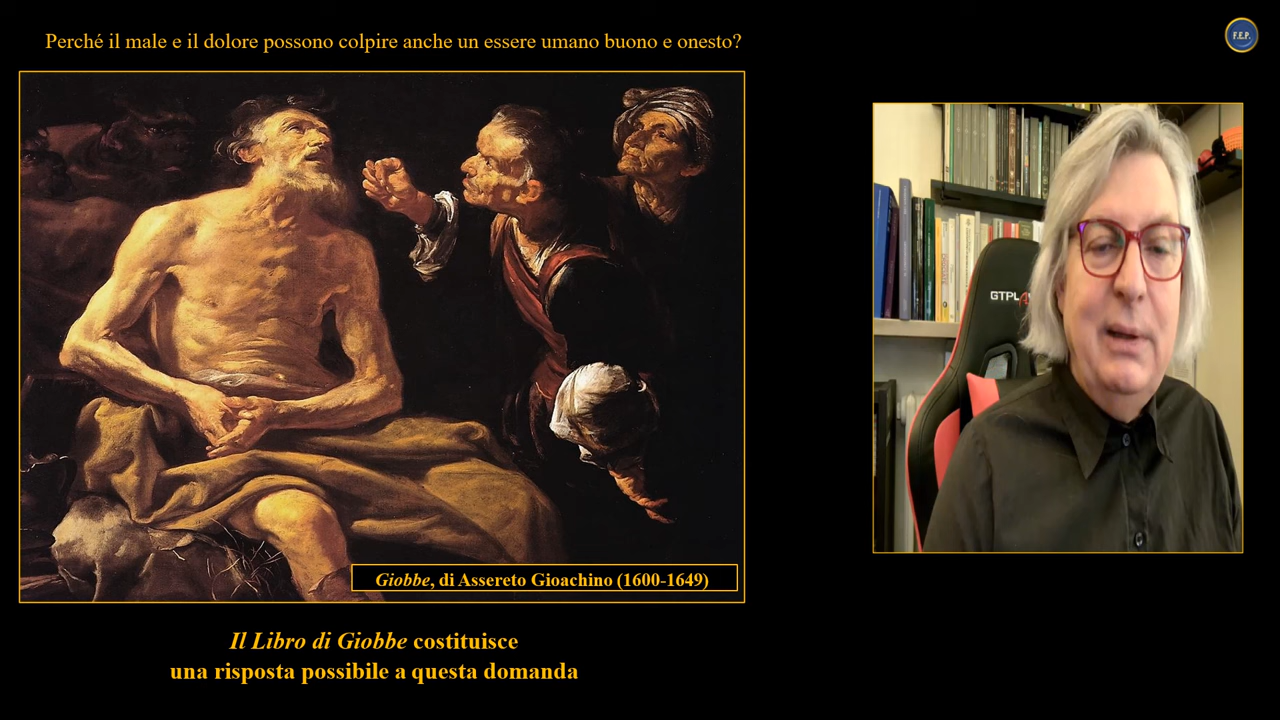 Perché il male e il dolore possono colpire anche un essere umano buono e onesto?
F.E.P.
GTPL
Giobbe, di Assereto Gioachino (1600-1649)
Il Libro di Giobbe costituisce
una risposta possibile a questa domanda